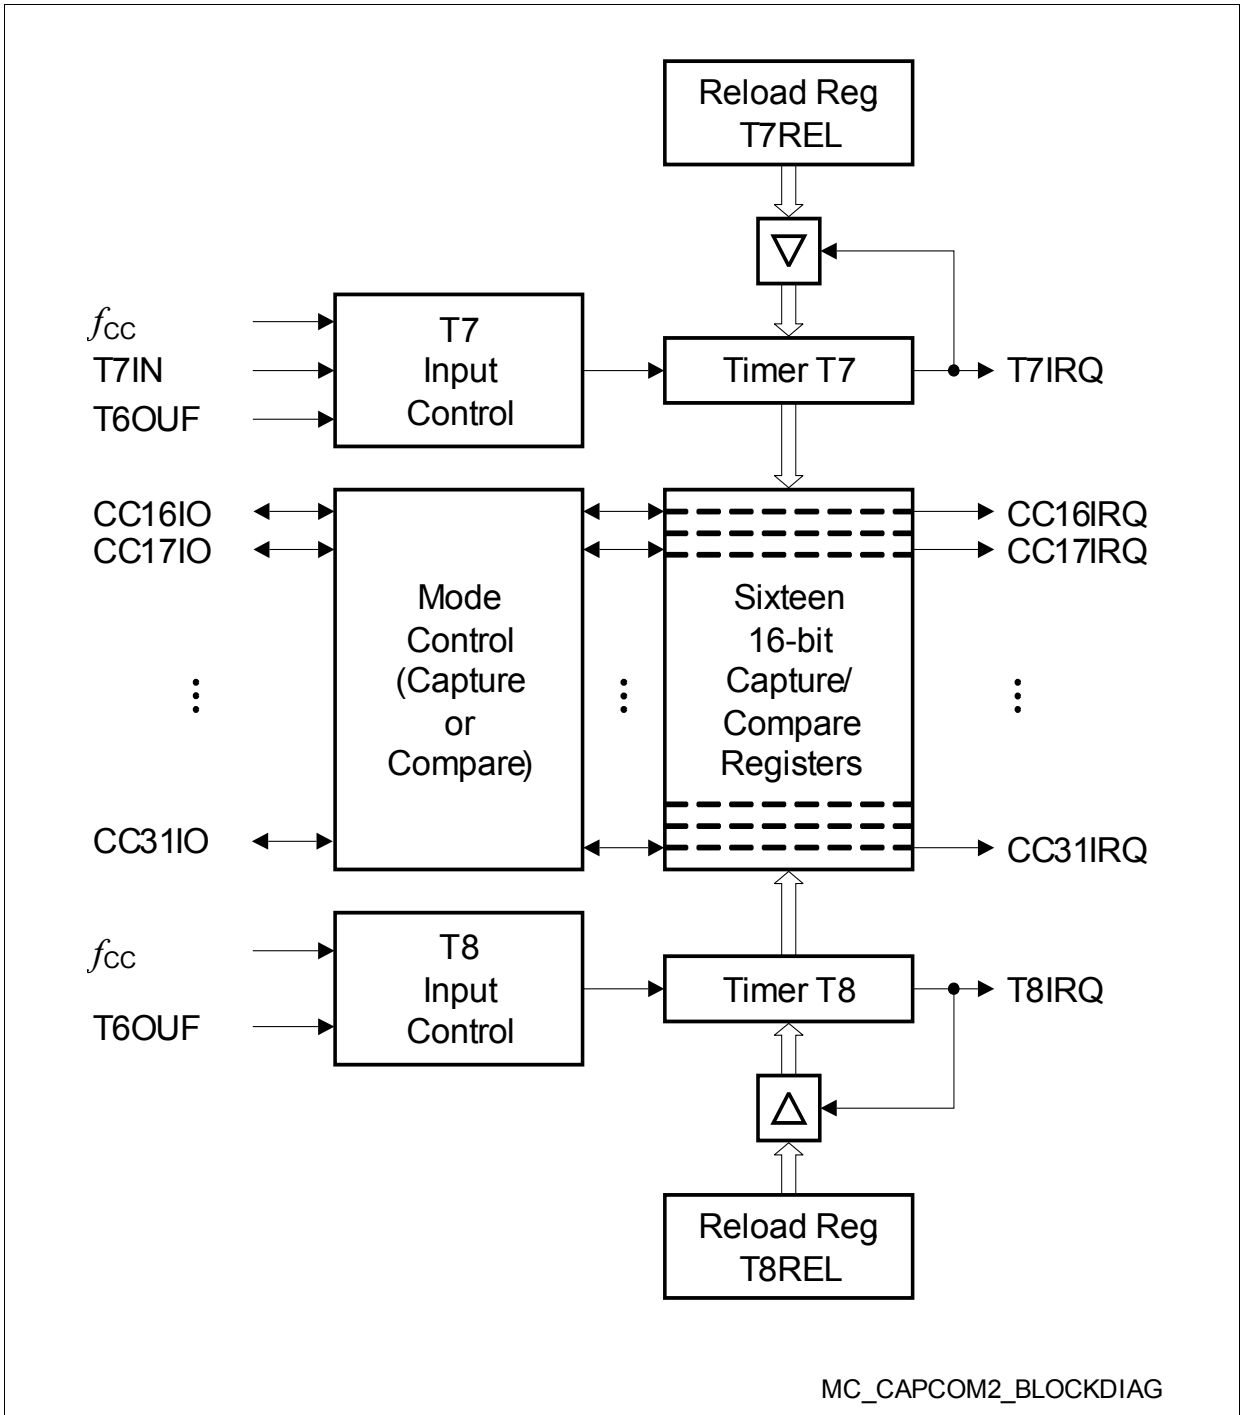 Reload Reg
T7REL
T7
Input
Control
fCC
T7IN
T6OUF
Timer T7
T7IRQ
CC16IO
CC17IO
CC31IO
Mode
Control
(Capture
or
Compare)
Sixteen
16-bit
Capture/
Compare
Registers
CC16IRQ
CC17IRQ
CC31IRQ
fCC
T6OUF
T8
Input
Control
Timer T8
T8IRQ
Reload Reg
T8REL
MC_CAPCOM2_BLOCKDIAG